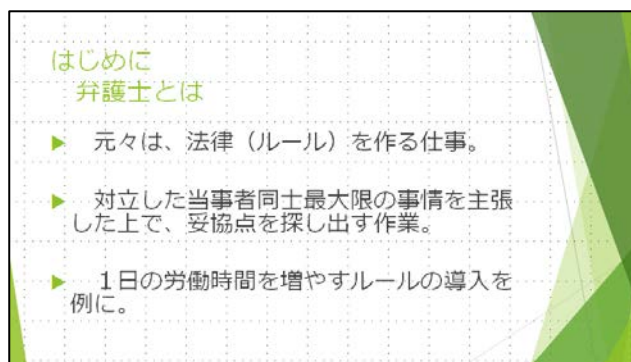 はじめに
弁護士とは
元々は、法律（ルール）を作る仕事。
対立した当事者同士最大限の事情を主張
した上で、妥協点を探し出す作業。
１日の労働時間を増やすルールの導入を
例に。